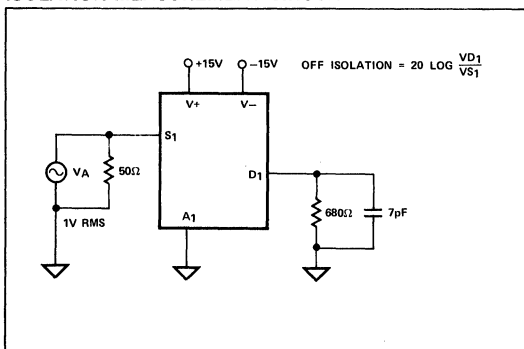 +15V
-15V
OFF ISOLATION = 20 LOG VD1
VS1
V+
V-
S1
VA
50Ω
D1
680Ω
7pF
A1
1V RMS